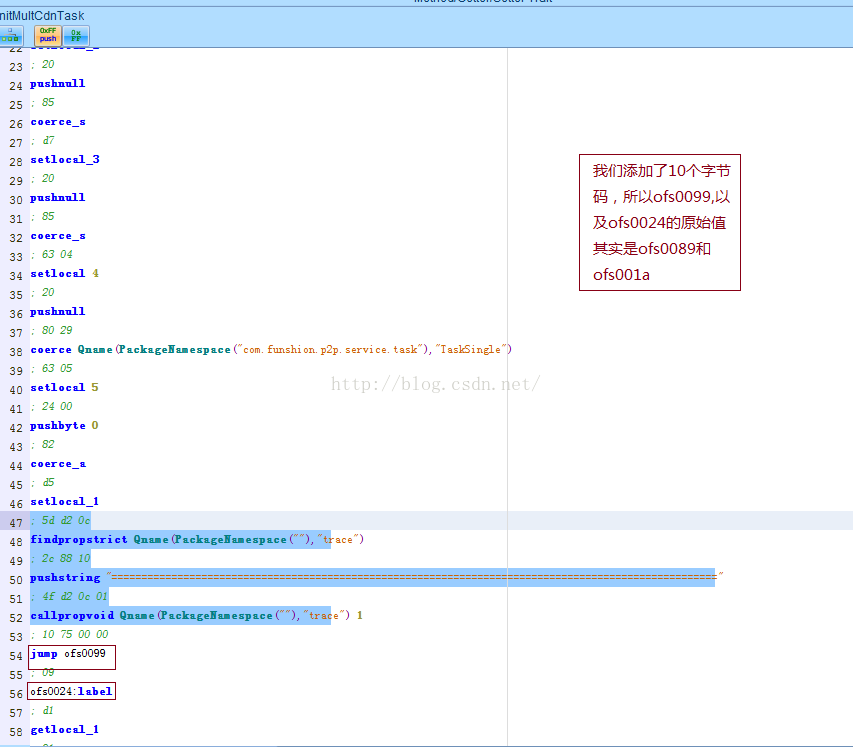 nitMultCdnTask
0xFF
push
0x
FF
22
23 ; 20
24 pushnull
25 ; 85
26 coerce_s
27 ; d7
28 setlocal_3
29 ; 20
30 pushnull
31 ; 85
32 coerce_s
33 ; 63 04
34 setlocal 4
35 ; 20
36 pushnull
37 ; 80 29
38 coerce Qname(PackageNamespace("com.funshion.p2p.service.task"),"TaskSingle")
39 ; 63 05
40 setlocal 5
41 ; 24 00
42 pushbyte 0
43 ; 82
44 coerce_a
45 ; d5
46 setlocal_1
47 ; 5d d2 0c
48 findpropstrict Qname(PackageNamespace(""),"trace")
49 ; 2c 88 10
50 pushstring "====================================================================================================="
51 ; 4f d2 0c 01
52 callpropvoid Qname(PackageNamespace(""),"trace") 1
53 ; 10 75 00 00
54 jump ofs0099
55 ; 09
56 ofs0024:label
57 ; d1
58 getlocal_1
我们添加了10个字节
码，所以ofs0099,以
及ofs0024的原始值
其实是ofs0089和
ofs001a
http://blog.csdn.net/